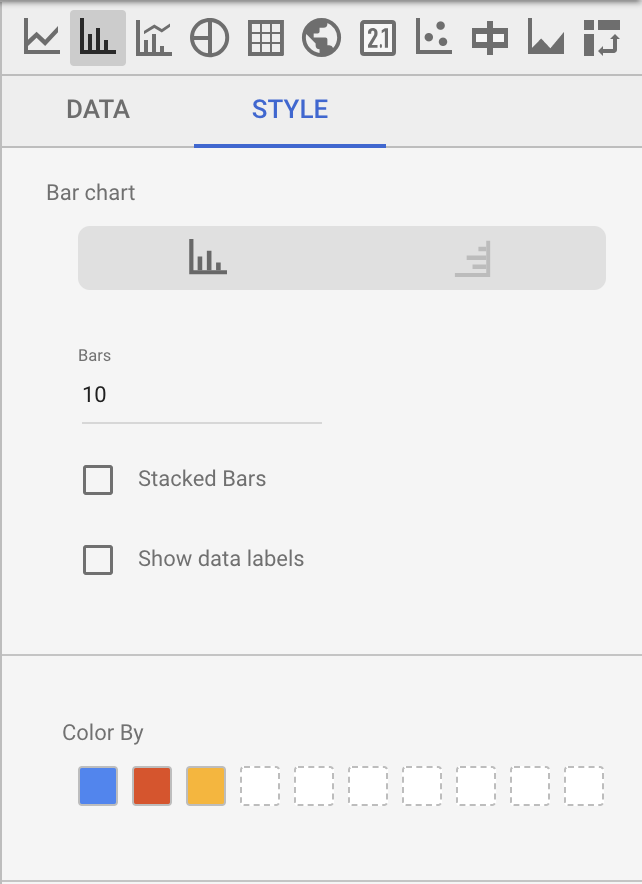 2.1
DATA STYLE
Bar chart
Bars
10
Stacked Bars
Show data labels
Color By